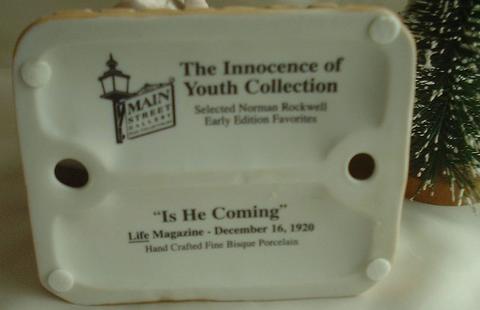 MAIN
STREET
GALLERY
The Innocence of
Youth Collection
Selected Norman Rockwell
Early Edition Favorites
"Is He Coming"
Life Magazine - December 16, 1920
Hand Crafted Fine Bisque Porcelain